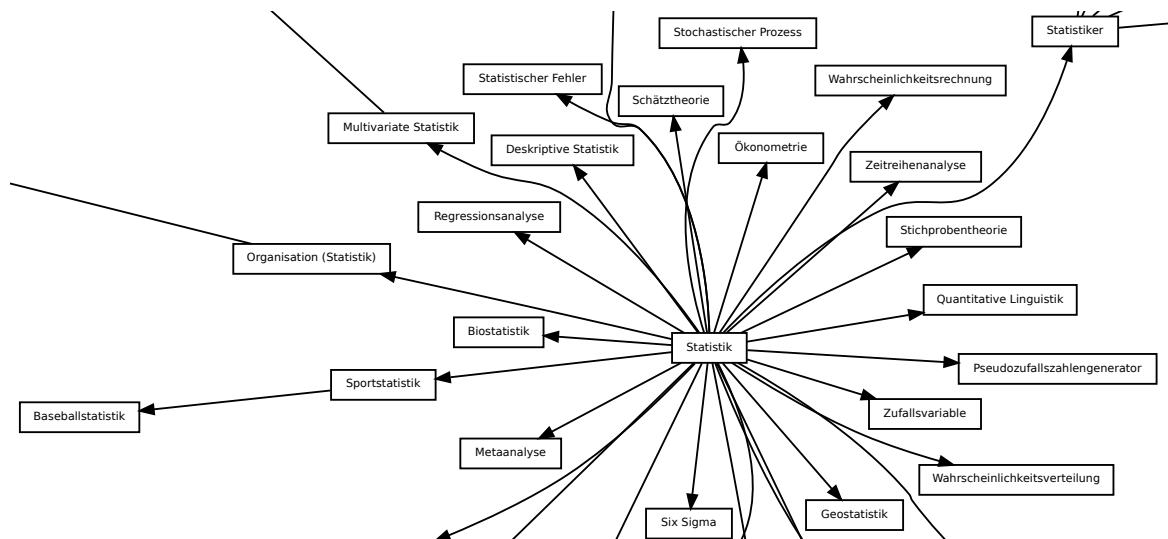 Statistiker
Stochastischer Prozess
Statistischer Fehler
Wahrscheinlichkeitsrechnung
Schätztheorie
Multivariate Statistik
Deskriptive Statistik
Ökonometrie
Zeitreihenanalyse
Regressionsanalyse
Stichprobentheorie
Organisation (Statistik)
Quantitative Linguistik
Biostatistik
Statistik
Pseudozufallszahlengenerator
Sportstatistik
Baseballstatistik
Zufallsvariable
Metaanalyse
Wahrscheinlichkeitsverteilung
Geostatistik
Six Sigma